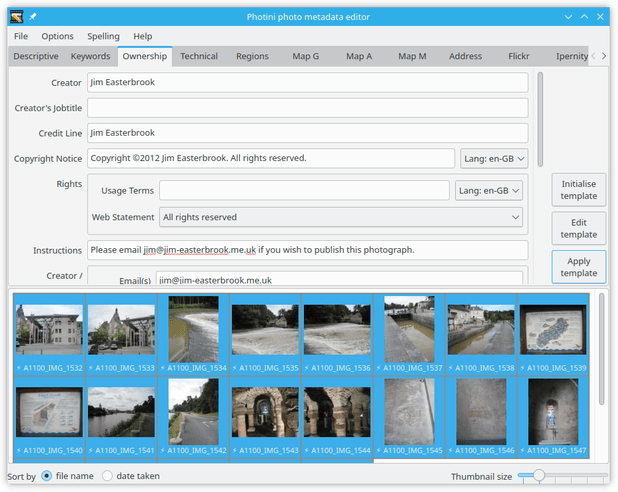 Photini photo metadata editor
File Options Spelling Help
Descriptive Keywords Ownership Technical Regions Map G Map A Map M Address Flickr Ipernity
Creator Jim Easterbrook
Creator's Jobtitle
Credit Line Jim Easterbrook
Copyright Notice Copyright ©2012 Jim Easterbrook. All rights reserved. Lang: en-GB
Rights
Usage Terms Lang: en-GB
Web Statement All rights reserved
Initialise
template
Edit
template
Instructions Please email jim@jim-easterbrook.me.uk if you wish to publish this photograph.
Apply
template
Creator /
Email(s) jim@jim-easterbrook.me.uk
A1100_IMG_1532 A1100_IMG_1533 A1100_IMG_1534 A1100_IMG_1535 A1100_IMG_1536 A1100_IMG_1537 A1100_IMG_1538 A1100_IMG_1539
A1100_IMG_1540 A1100_IMG_1541 A1100_IMG_1542 A1100_IMG_1543 A1100_IMG_1544 A1100_IMG_1545 A1100_IMG_1546 A1100_IMG_1547
Sort by file name date taken Thumbnail size